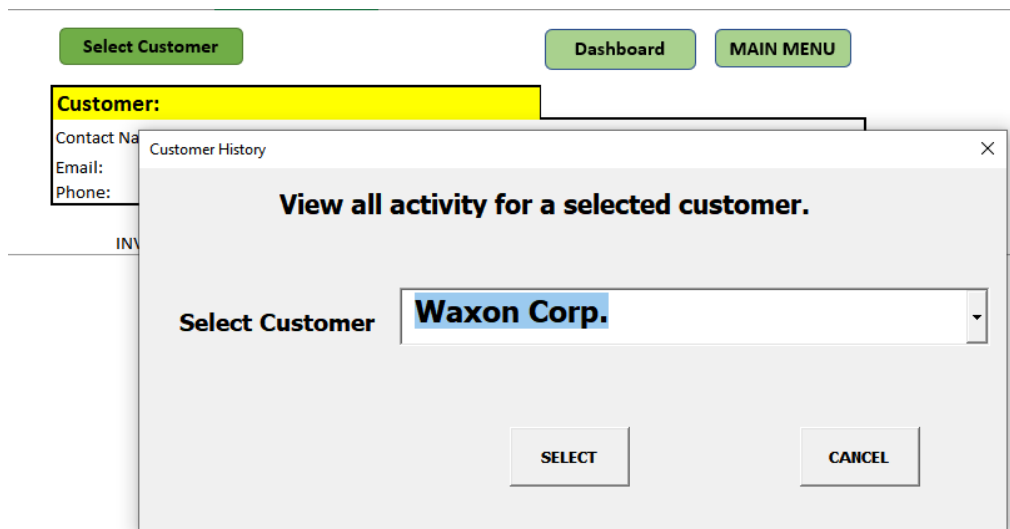 Select Customer
Dashboard
MAIN MENU
Customer:
Contact Na
Email:
Phone:
INV
Customer History
View all activity for a selected customer.
Select Customer
Waxon Corp.
SELECT
CANCEL